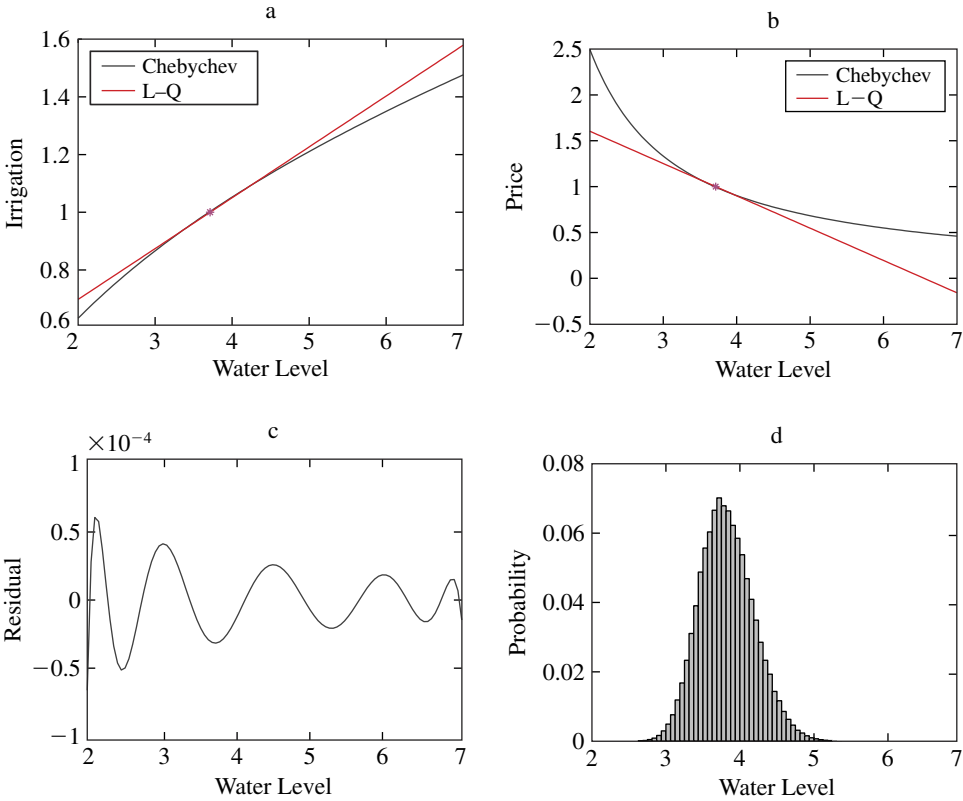 a
1.6
1.4
1.2
1
0.8
0.6
2 3 4 5 6 7
Irrigation
Water Level
Chebychev
L–Q
b
2.5
2
1.5
1
0.5
0
−0.5
2 3 4 5 6 7
Price
Water Level
Chebychev
L−Q
c
×10−4
1
0.5
0
−0.5
−1
2 3 4 5 6 7
Residual
Water Level
d
0.08
0.06
0.04
0.02
0
2 3 4 5 6 7
Probability
Water Level